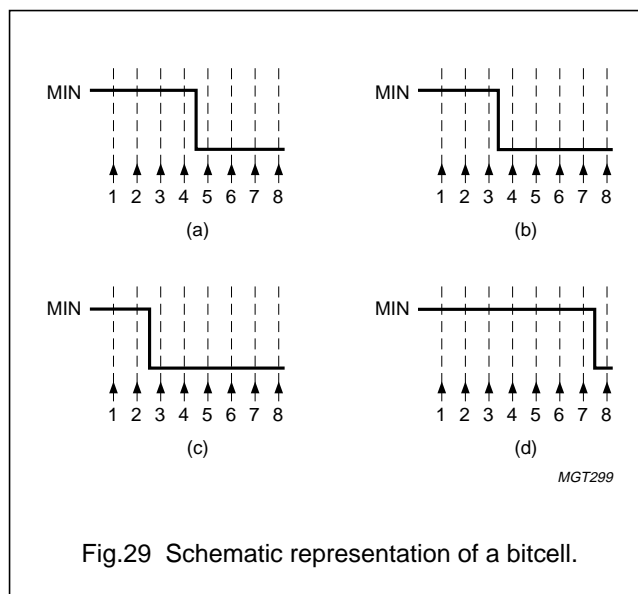 MIN
1 2 3 4 5 6 7 8
(a)
MIN
1 2 3 4 5 6 7 8
(b)
MIN
1 2 3 4 5 6 7 8
(c)
MIN
1 2 3 4 5 6 7 8
(d)
MGT299
Fig.29 Schematic representation of a bitcell.